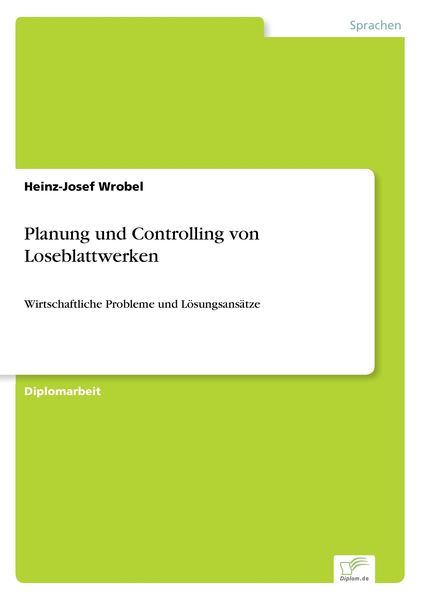 Sprachen
Heinz-Josef Wrobel
Planung und Controlling von
Loseblattwerken
Wirtschaftliche Probleme und Lösungsansätze
Diplomarbeit
Diplom.de